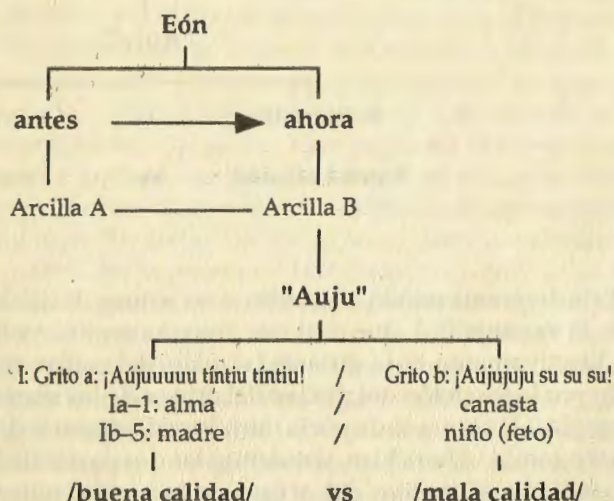 Eón
antes ahora
Arcilla A Arcilla B
"Auju"
I: Grito a: ¡Aújuuuuu tíntiu tíntiu! / Grito b: ¡Aújujuju su su su!
Ia–1: alma / canasta
Ib–5: madre / niño (feto)
/buena calidad/ vs /mala calidad/